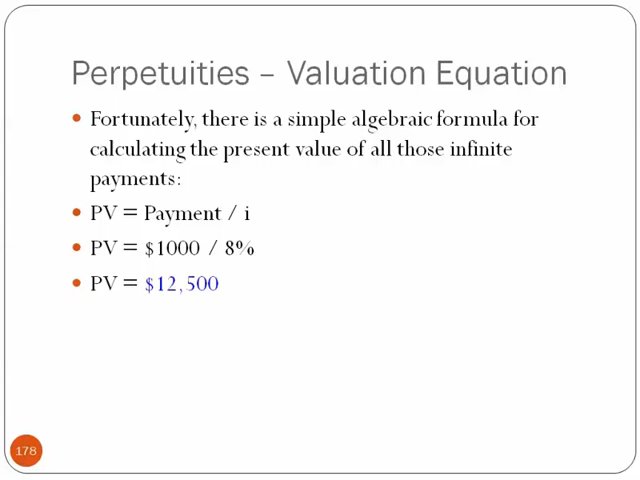 Perpetuities – Valuation Equation
• Fortunately, there is a simple algebraic formula for
calculating the present value of all those infinite
payments:
• PV = Payment / i
• PV = $1000 / 8%
• PV = $12,500
178